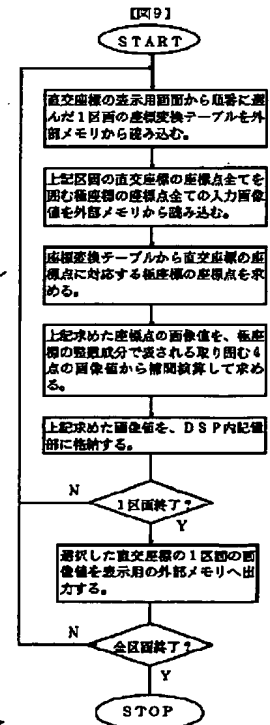 【図9】
START
直交座標の表示用画面から順番に選
んだ1区画の座標変換テーブルを外
部メモリから読み込む。
上記区画の直交座標の座標点全てを
囲む極座標の座標点全ての入力画像
値を外部メモリから読み込む。
座標変換テーブルから直交座標の座
標点に対応する極座標の座標点を求
める。
上記求めた座標点の画像値を、極座
標の整数成分で表される取り囲む4
点の画像値から補間演算して求め
る。
上記求めた画像値を、DSP内記憶
部に格納する。
N
1区画終了?
Y
選択した直交座標の1区画の画
像値を表示用の外部メモリへ出
力する。
N
全区画終了?
Y
STOP